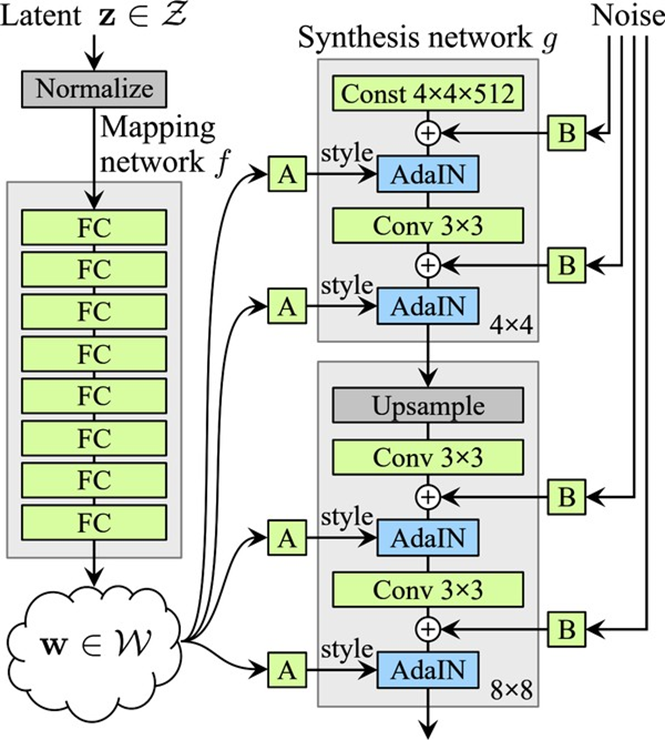 Latent z ∈ 𝒵
Normalize
Mapping
network f
FC
FC
FC
FC
FC
FC
FC
FC
w ∈ 𝒲
Synthesis network g
Noise
Const 4×4×512
B
A
style
AdaIN
Conv 3×3
B
A
style
AdaIN
4×4
Upsample
Conv 3×3
B
A
style
AdaIN
Conv 3×3
B
A
style
AdaIN
8×8